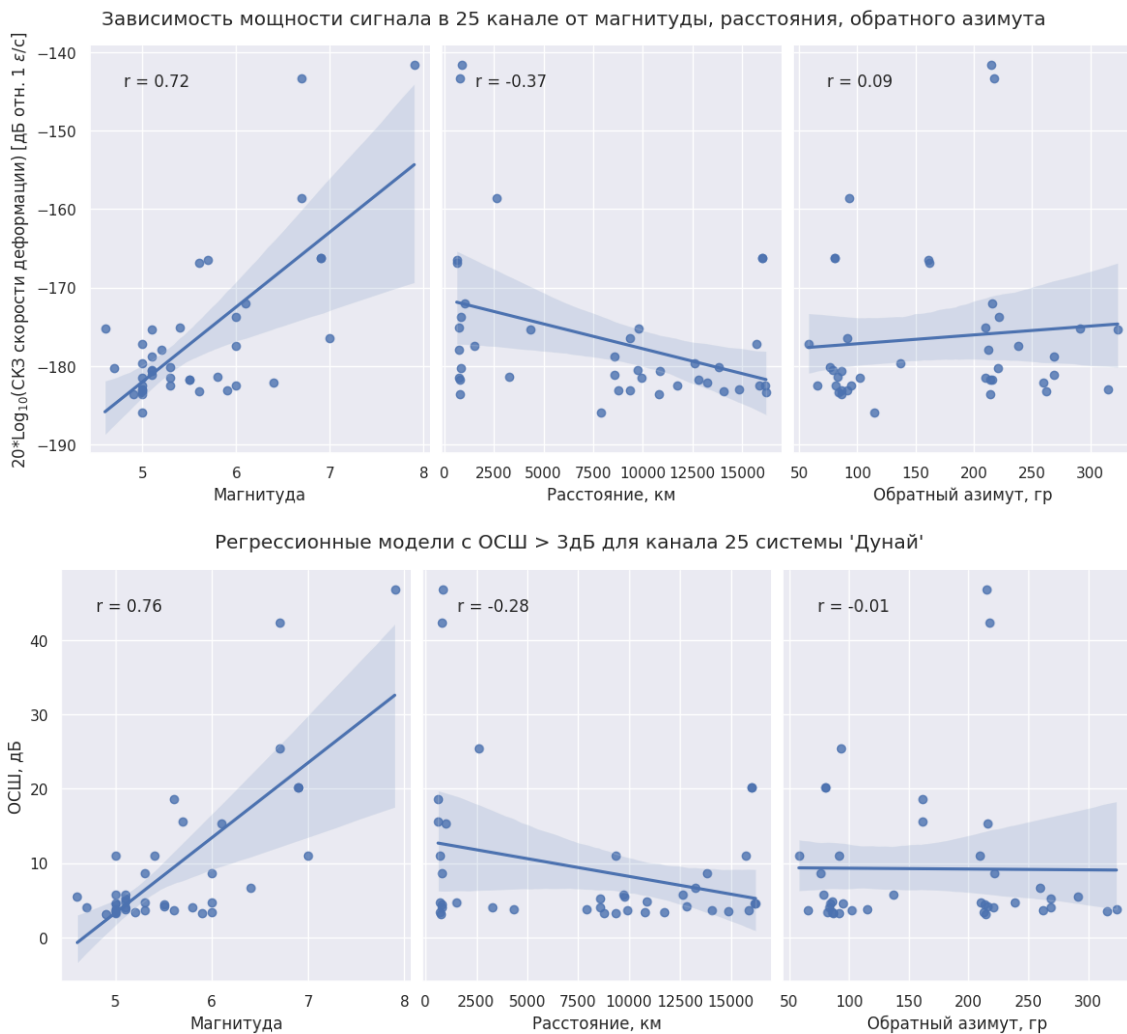 Зависимость мощности сигнала в 25 канале от магнитуды, расстояния, обратного азимута
20*Log10(СКЗ скорости деформации) [дБ отн. 1 ε/с]
−140
−150
−160
−170
−180
−190
r = 0.72
r = -0.37
r = 0.09
5 6 7 8
0 2500 5000 7500 10000 12500 15000
50 100 150 200 250 300
Магнитуда
Расстояние, км
Обратный азимут, гр
Регрессионные модели с ОСШ > 3дБ для канала 25 системы 'Дунай'
ОСШ, дБ
40
30
20
10
0
r = 0.76
r = -0.28
r = -0.01
5 6 7 8
0 2500 5000 7500 10000 12500 15000
50 100 150 200 250 300
Магнитуда
Расстояние, км
Обратный азимут, гр